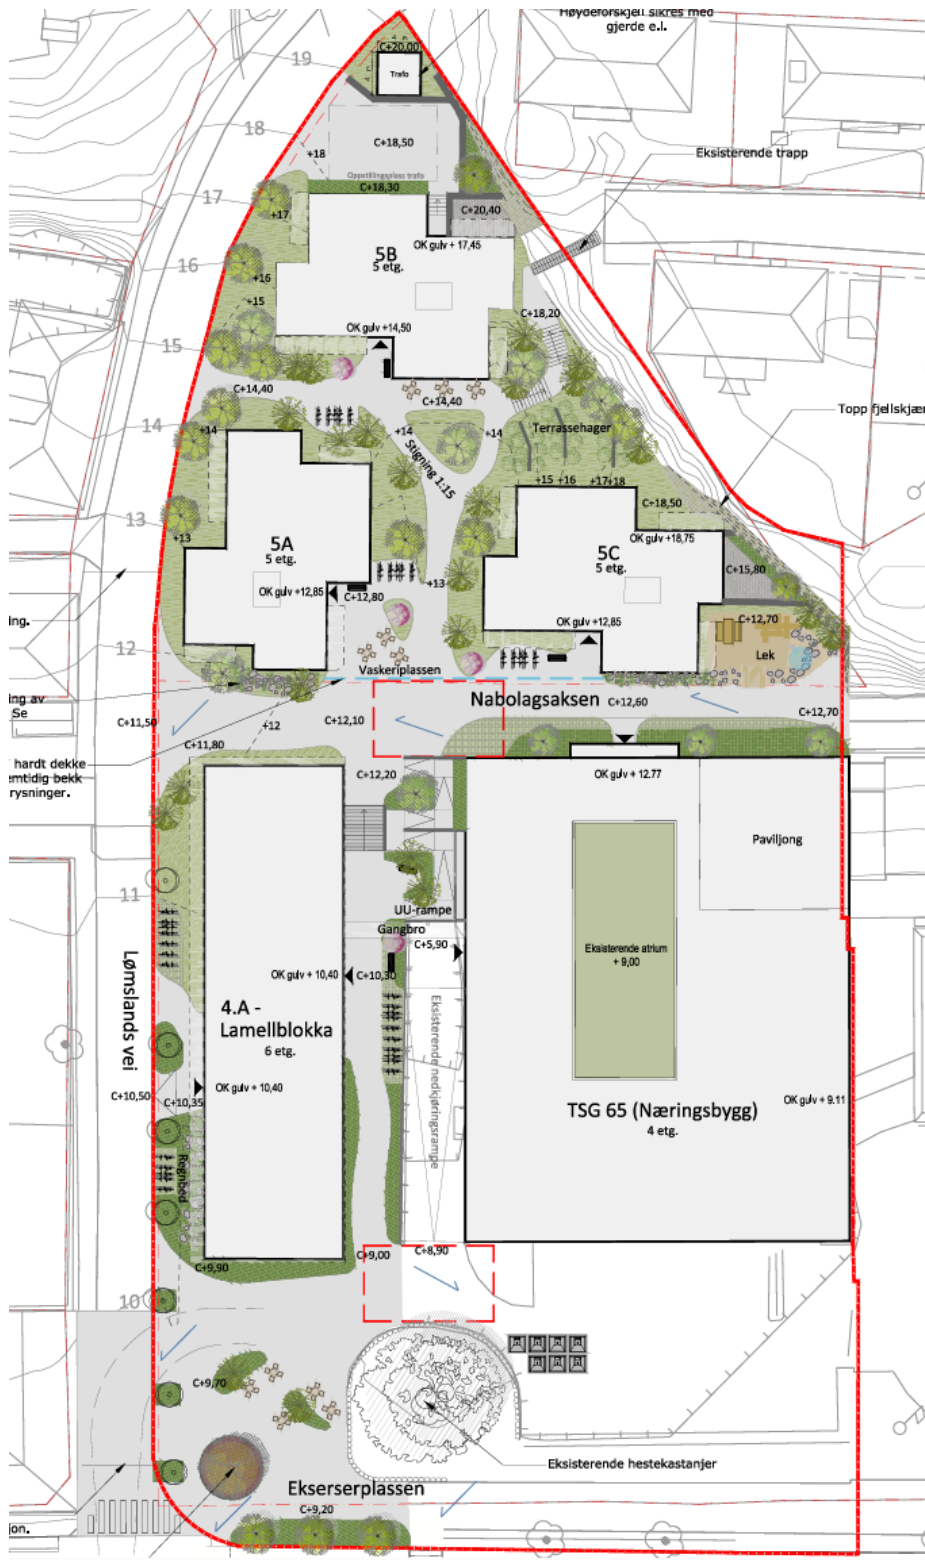 Høydeforskjell sikres med
gjerde e.l.
19
C+20.00
Trafo
18
C+18,50
+18
Eksisterende trapp
Oppstillingsplass trafo
C+18,30
17
+17
C+20,40
OK gulv + 17,45
5B
5 etg.
16
+16
+15
C+18,20
OK gulv +14,50
15
C+14,40
C+14,40
Topp fjellskjær
14
+14
+14
+14
Terrassehager
Stigning 1:15
+15
+16
+17
+18
C+18,50
13
+13
OK gulv +18,75
5A
5 etg.
5C
5 etg.
C+15,80
OK gulv +12,85
C+12,80
+13
ing.
C+12,70
OK gulv +12,85
12
Lek
Vaskeriplassen
ing av
Se
Nabolagsaksen
C+12,60
C+12,70
C+11,50
+12
C+12,10
C+11,80
hardt dekke
emtidig bekk
rysninger.
C+12,20
OK gulv + 12.77
Paviljong
11
UU-rampe
Gangbro
C+5,90
Eksisterende atrium
+ 9,00
Lømslands vei
OK gulv + 10,40
C+10,30
Eksisterende nedkjøringsrampe
4.A -
Lamellblokka
6 etg.
OK gulv + 10,40
C+10,50
C+10,35
OK gulv + 9.11
TSG 65 (Næringsbygg)
4 etg.
Regnbed
C+9,00
C+8,90
C+9,90
10
C+9,70
Eksisterende hestekastanjer
Ekserserplassen
C+9,20
jon.